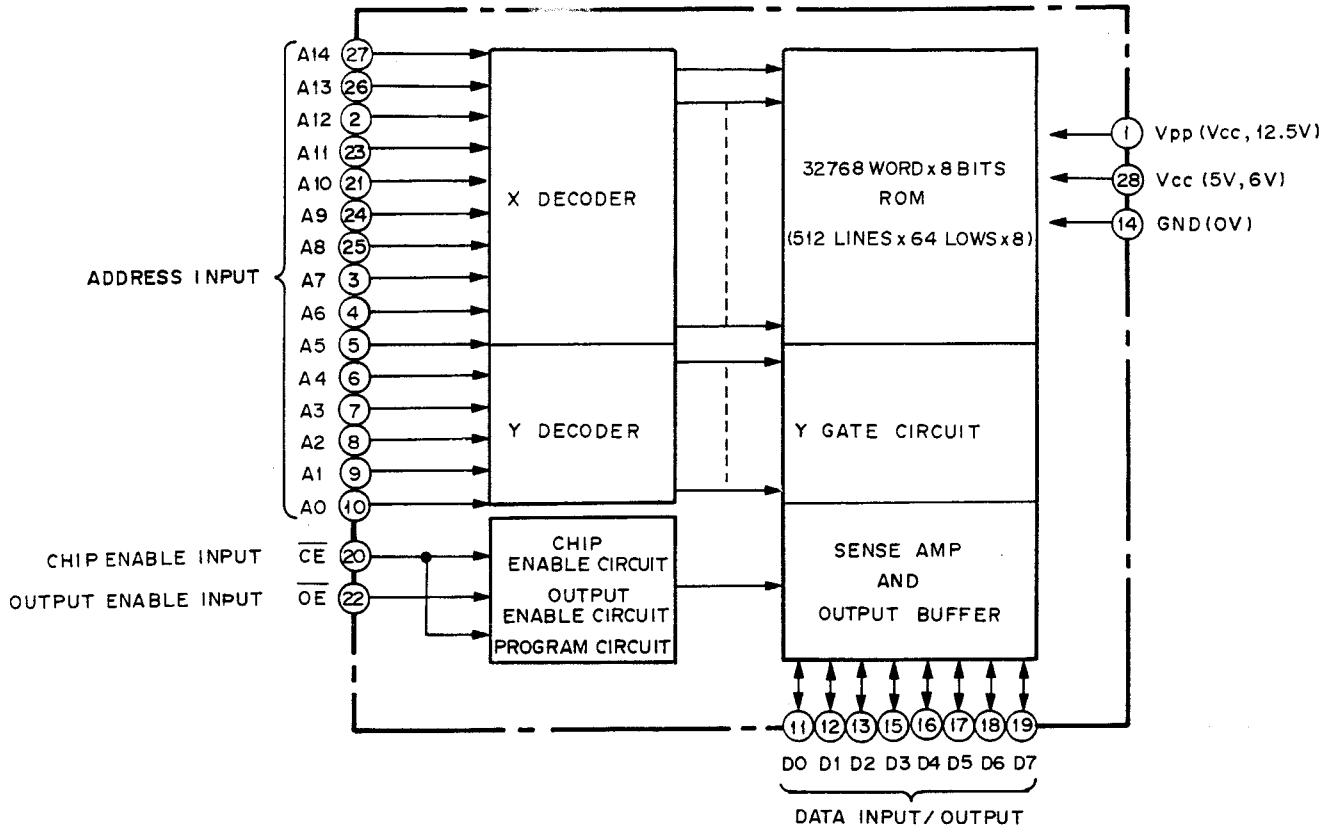 A14 27
A13 26
A12 2
A11 23
A10 21
A9 24
A8 25
A7 3
A6 4
A5 5
A4 6
A3 7
A2 8
A1 9
A0 10
ADDRESS INPUT
CHIP ENABLE INPUT CE 20
OUTPUT ENABLE INPUT OE 22
X DECODER
Y DECODER
CHIP
ENABLE CIRCUIT
OUTPUT
ENABLE CIRCUIT
PROGRAM CIRCUIT
32768 WORD x 8 BITS
ROM
(512 LINES x 64 LOWS x 8)
Y GATE CIRCUIT
SENSE AMP
AND
OUTPUT BUFFER
1 Vpp (Vcc, 12.5V)
28 Vcc (5V, 6V)
14 GND (0V)
11 12 13 15 16 17 18 19
D0 D1 D2 D3 D4 D5 D6 D7
DATA INPUT / OUTPUT